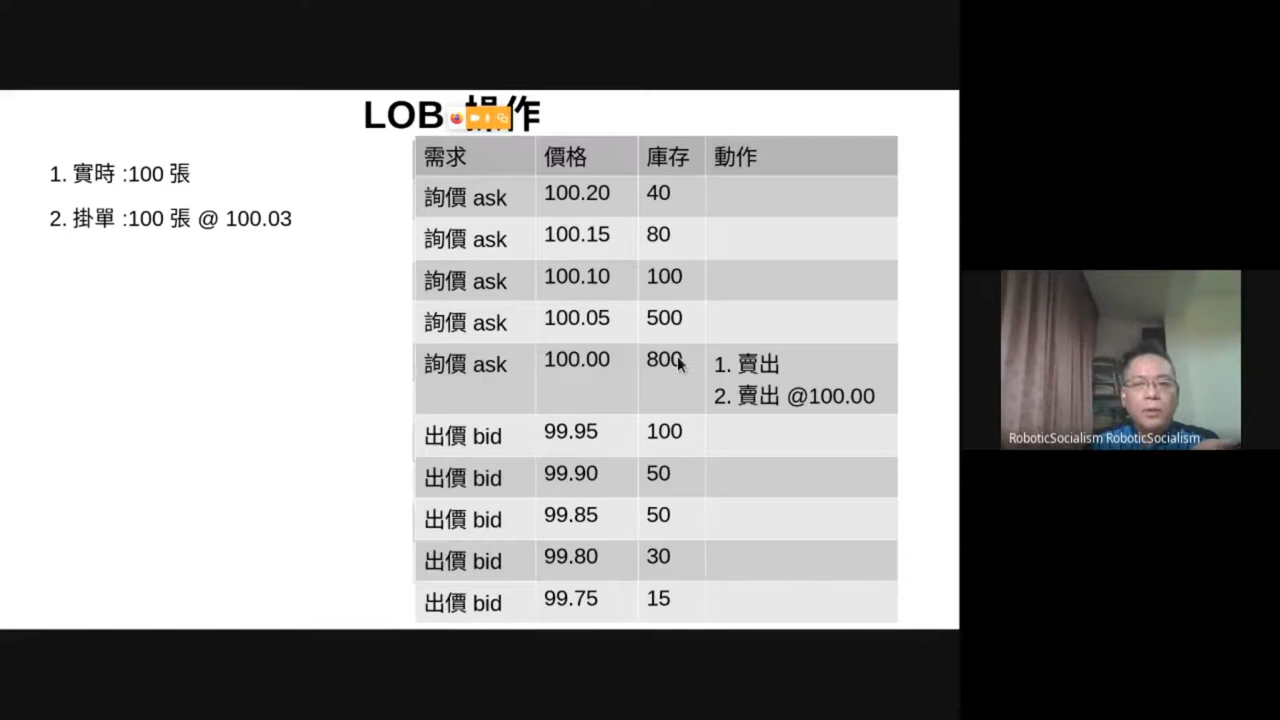 LOB 操作
1. 實時 :100 張
2. 掛單 :100 張 @ 100.03
需求 價格 庫存 動作
詢價 ask 100.20 40
詢價 ask 100.15 80
詢價 ask 100.10 100
詢價 ask 100.05 500
詢價 ask 100.00 800 1. 賣出
2. 賣出 @100.00
出價 bid 99.95 100
出價 bid 99.90 50
出價 bid 99.85 50
出價 bid 99.80 30
出價 bid 99.75 15
RoboticSocialism RoboticSocialism